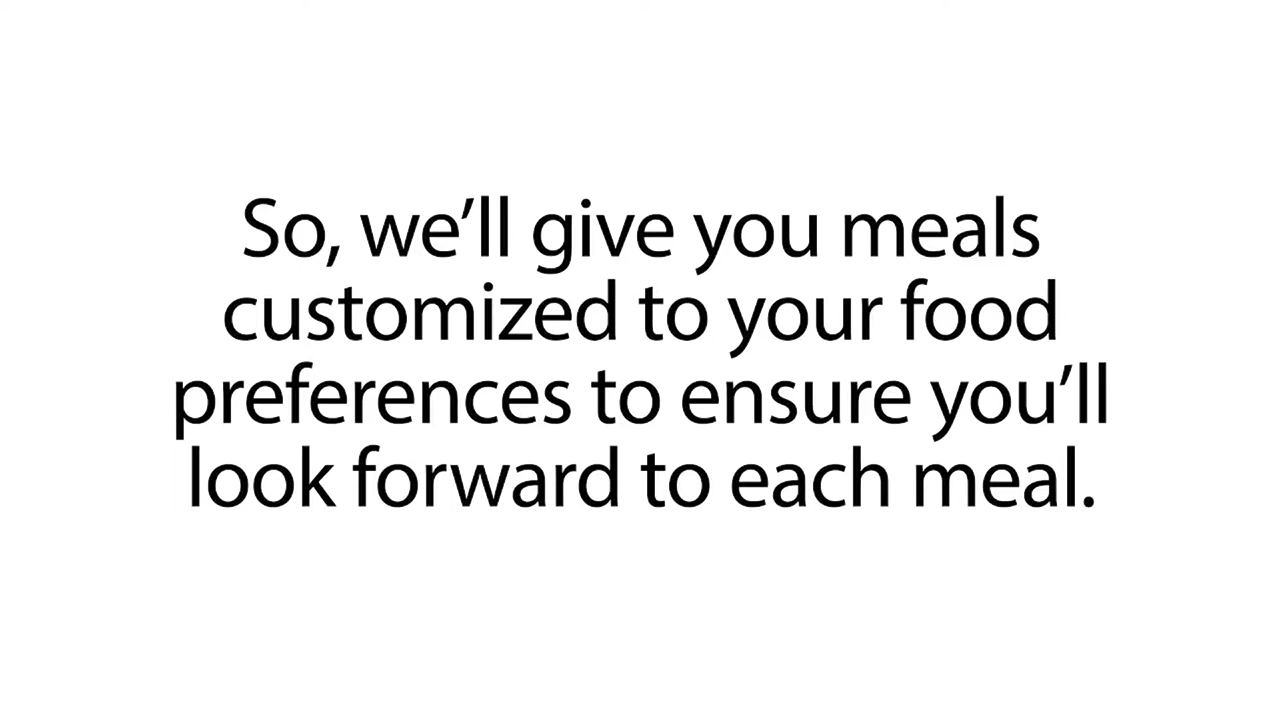 So, we’ll give you meals
customized to your food
preferences to ensure you’ll
look forward to each meal.